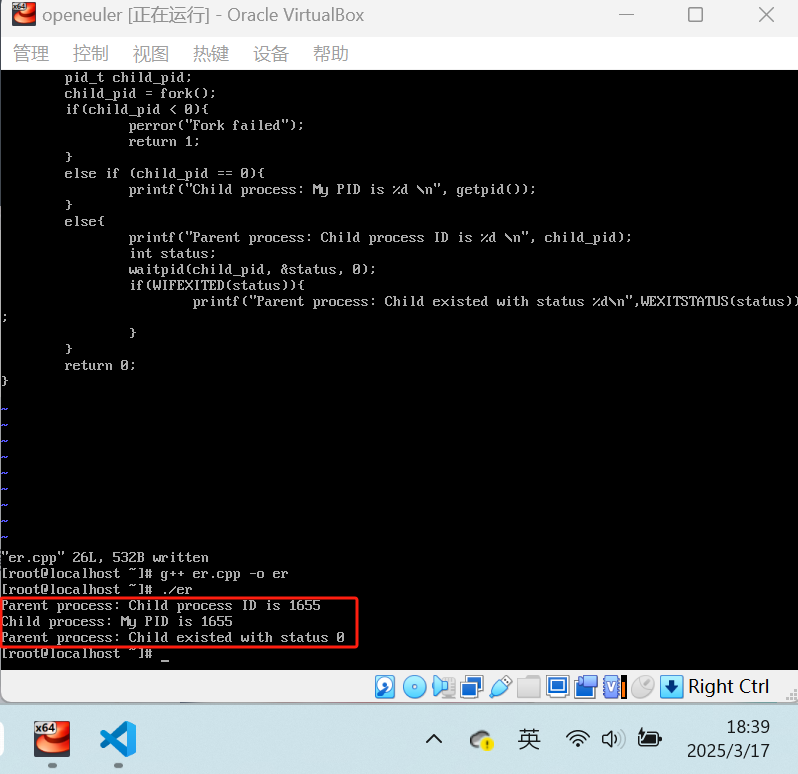 x64
openeuler [正在运行] - Oracle VirtualBox
管理 控制 视图 热键 设备 帮助
pid_t child_pid;
child_pid = fork();
if(child_pid < 0){
perror("Fork failed");
return 1;
}
else if (child_pid == 0){
printf("Child process: My PID is %d \n", getpid());
}
else{
printf("Parent process: Child process ID is %d \n", child_pid);
int status;
waitpid(child_pid, &status, 0);
if(WIFEXITED(status)){
printf("Parent process: Child existed with status %d\n",WEXITSTATUS(status))
;
}
}
return 0;
}
~
~
~
~
~
~
~
~
~
"er.cpp" 26L, 532B written
[root@localhost ~]# g++ er.cpp -o er
[root@localhost ~]# ./er
Parent process: Child process ID is 1655
Child process: My PID is 1655
Parent process: Child existed with status 0
[root@localhost ~]# _
Right Ctrl
x64
英
18:39
2025/3/17